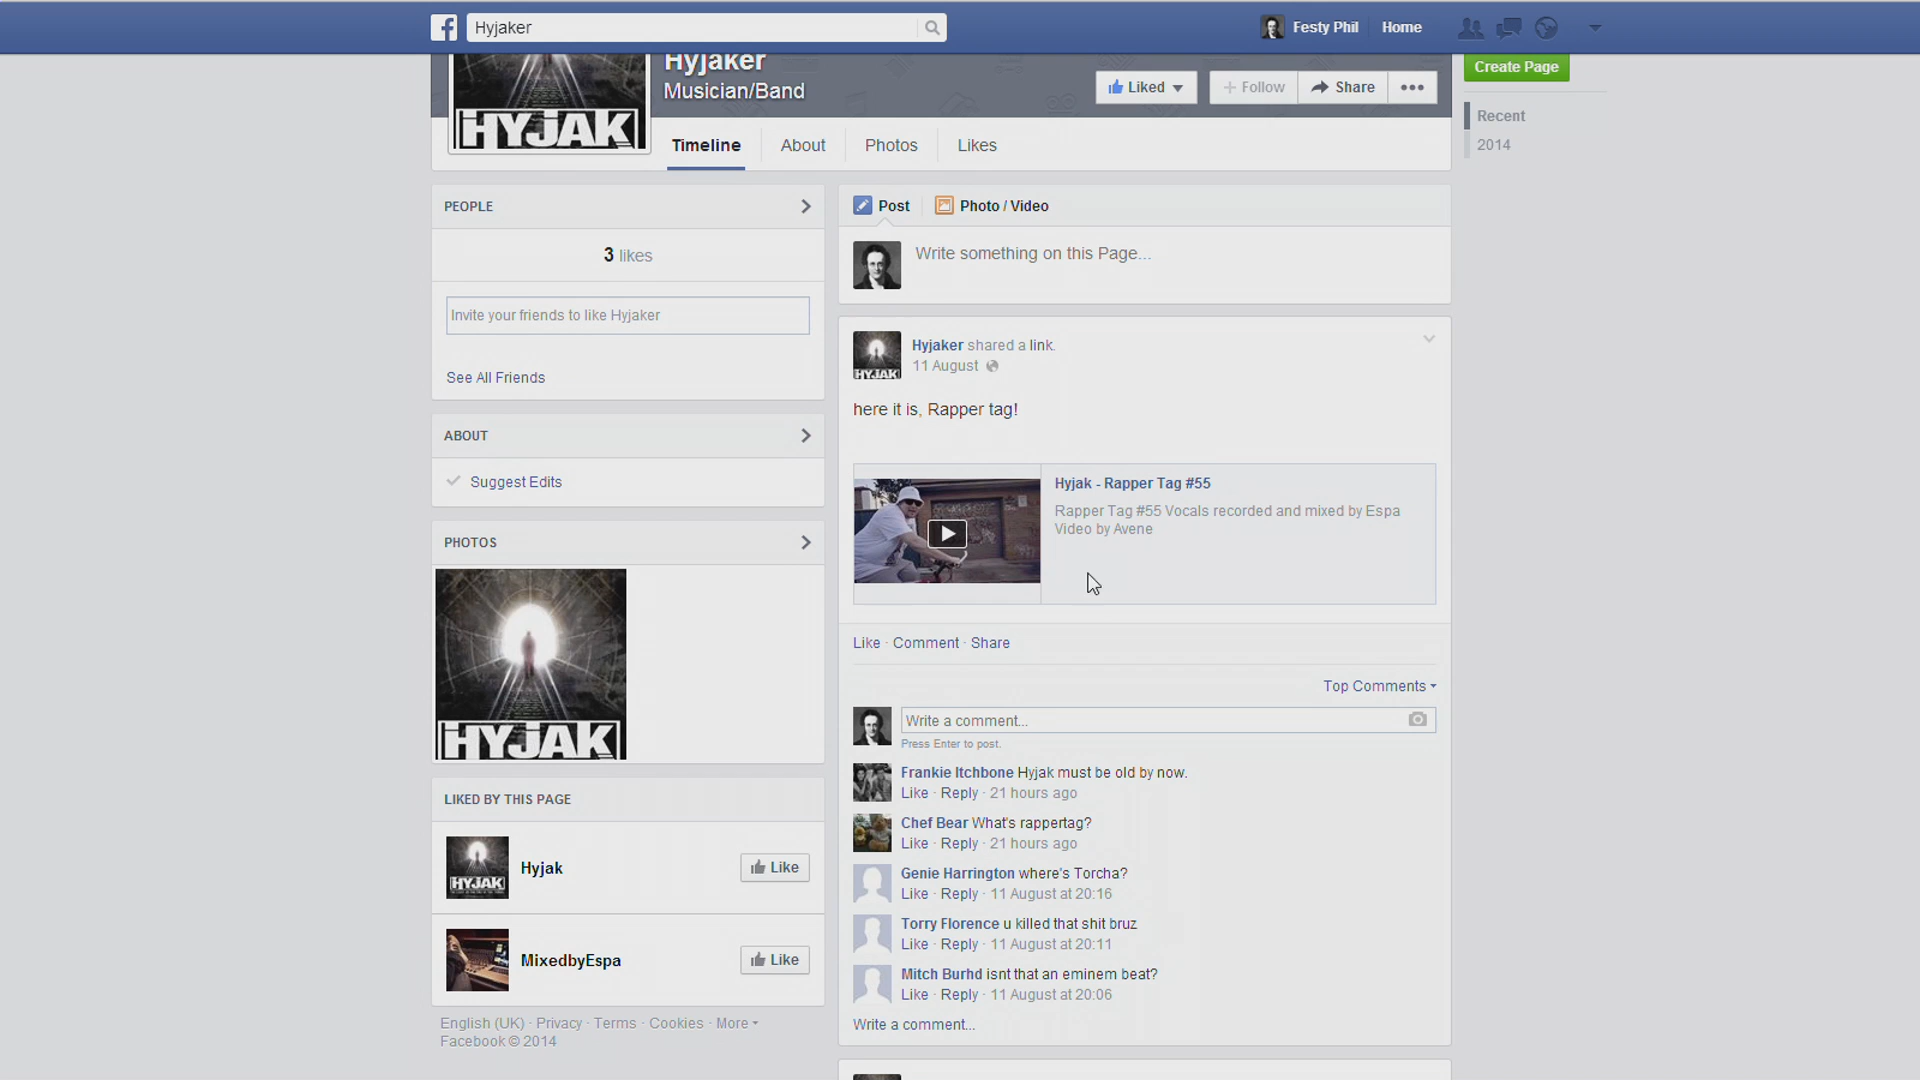 Hyjaker
Festy Phil
Home
Hyjaker
Musician/Band
Liked
+ Follow
Share
Create Page
Recent
2014
HYJAK
Timeline
About
Photos
Likes
PEOPLE
3 likes
Invite your friends to like Hyjaker
See All Friends
ABOUT
Suggest Edits
PHOTOS
HYJAK
LIKED BY THIS PAGE
HYJAK
Hyjak
Like
MixedbyEspa
Like
English (UK) · Privacy · Terms · Cookies · More
Facebook © 2014
Post
Photo / Video
Write something on this Page...
HYJAK
Hyjaker shared a link.
11 August
here it is, Rapper tag!
Hyjak - Rapper Tag #55
Rapper Tag #55 Vocals recorded and mixed by Espa
Video by Avene
Like · Comment · Share
Top Comments
Write a comment...
Press Enter to post.
Frankie Itchbone Hyjak must be old by now.
Like · Reply · 21 hours ago
Chef Bear What's rappertag?
Like · Reply · 21 hours ago
Genie Harrington where's Torcha?
Like · Reply · 11 August at 20:16
Torry Florence u killed that shit bruz
Like · Reply · 11 August at 20:11
Mitch Burhd isnt that an eminem beat?
Like · Reply · 11 August at 20:06
Write a comment...